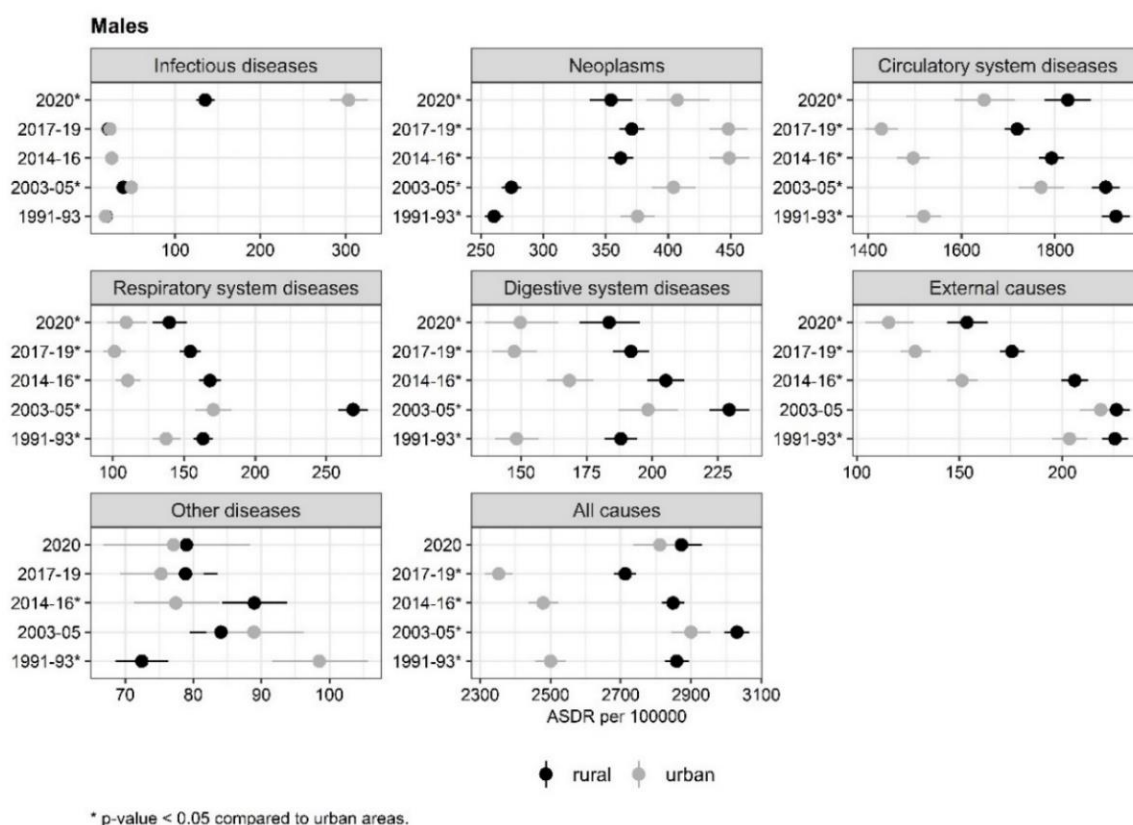 Males
Infectious diseases
2020*
2017-19
2014-16
2003-05*
1991-93
100 200 300
Neoplasms
2020*
2017-19*
2014-16*
2003-05*
1991-93*
250 300 350 400 450
Circulatory system diseases
2020*
2017-19*
2014-16*
2003-05*
1991-93*
1400 1600 1800
Respiratory system diseases
2020*
2017-19*
2014-16*
2003-05*
1991-93*
100 150 200 250
Digestive system diseases
2020*
2017-19*
2014-16*
2003-05*
1991-93*
150 175 200 225
External causes
2020*
2017-19*
2014-16*
2003-05
1991-93*
100 150 200
Other diseases
2020
2017-19
2014-16*
2003-05
1991-93*
70 80 90 100
All causes
2020
2017-19*
2014-16*
2003-05*
1991-93*
2300 2500 2700 2900 3100
ASDR per 100000
rural urban
* p-value < 0.05 compared to urban areas.